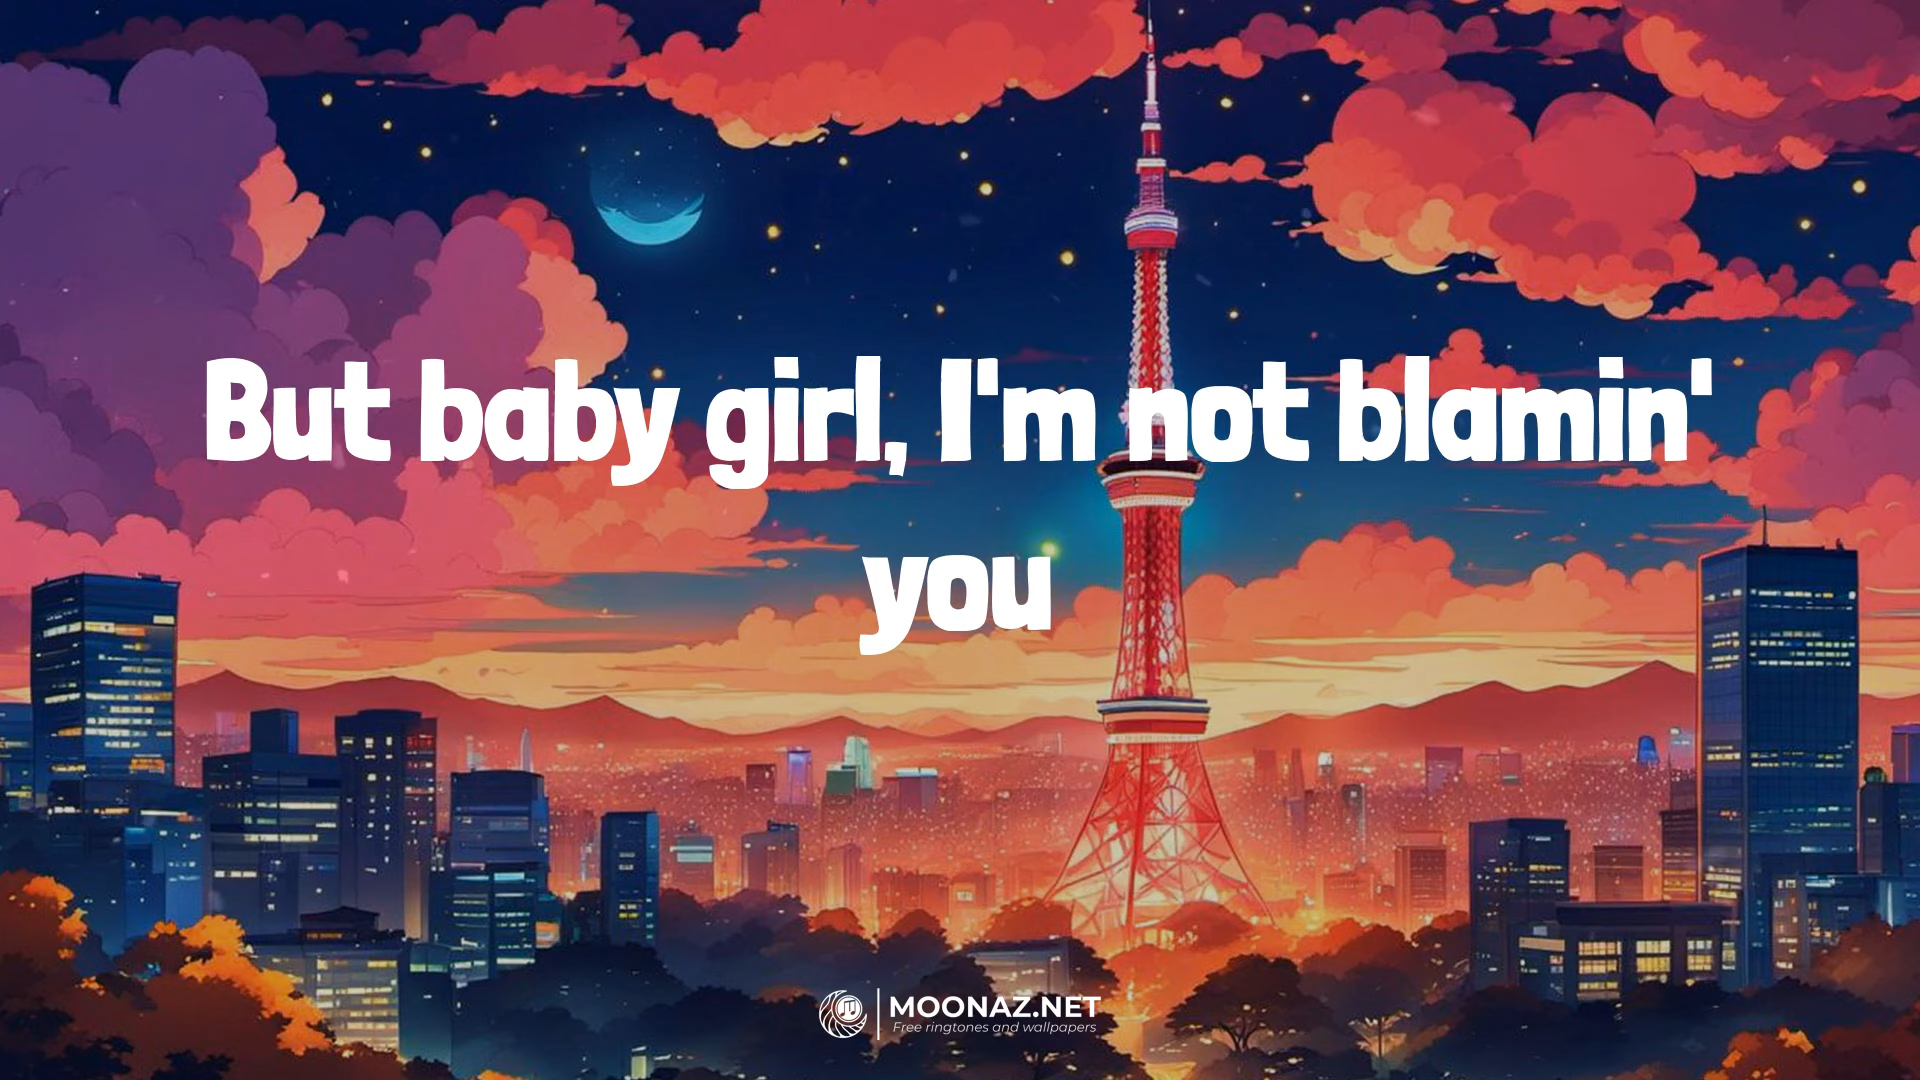 But baby girl, I'm not blamin'
you
MOONAZ.NET
Free ringtones and wallpapers